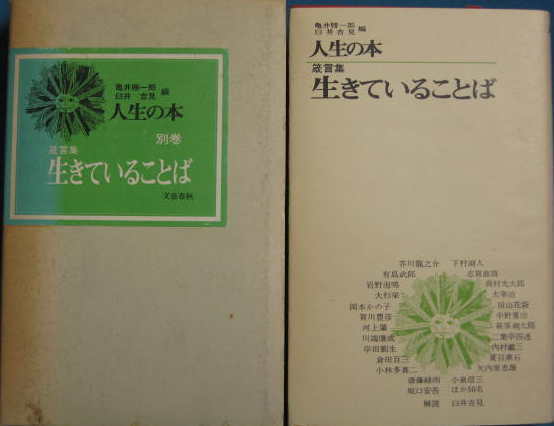 亀井勝一郎
臼井吉見 編
人生の本
別巻
箴言集
生きていることば
文藝春秋
亀井勝一郎
臼井吉見 編
人生の本
箴言集
生きていることば
芥川龍之介 下村湖人
有島武郎 志賀直哉
岩野泡鳴 高村光太郎
大杉栄 太宰治
岡本かの子 田山花袋
賀川豊彦 中野重治
河上肇 萩原朔太郎
川端康成 二葉亭四迷
岸田劉生 内村鑑三
倉田百三 夏目漱石
小林多喜二 矢内原忠雄
斎藤緑雨 小泉信三
坂口安吾 ほか50名
解説 臼井吉見